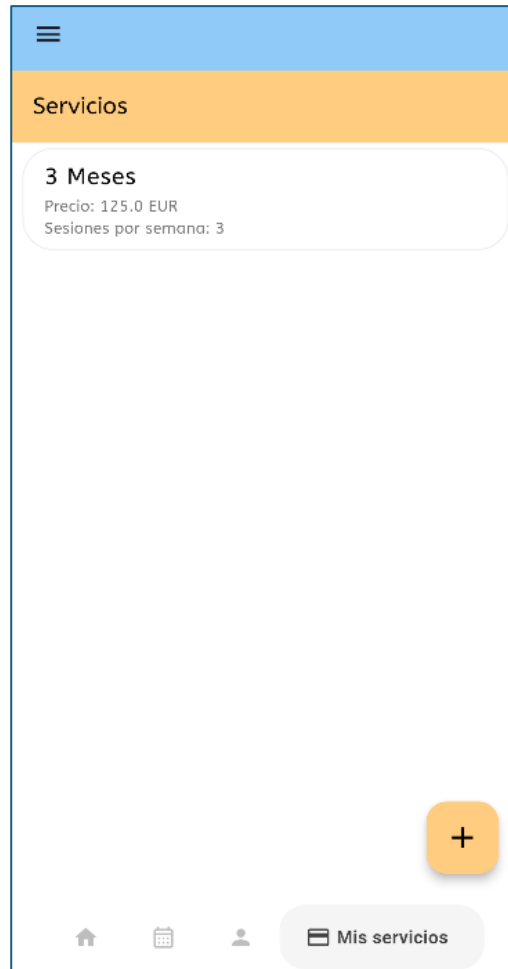 Servicios
3 Meses
Precio: 125.0 EUR
Sesiones por semana: 3
+
Mis servicios